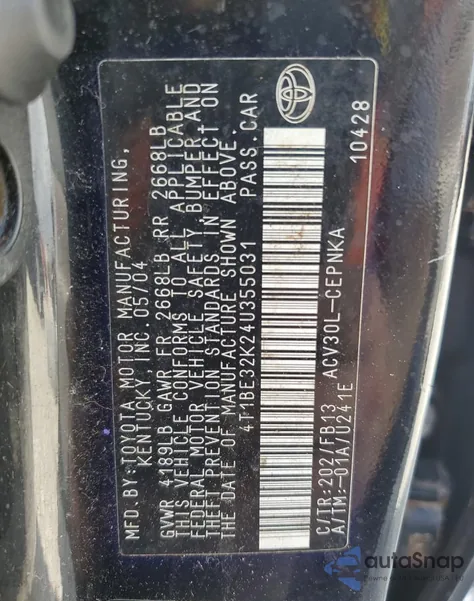 MFD. BY: TOYOTA MOTOR MANUFACTURING,
KENTUCKY, INC. 05/04
GVWR 4189LB GAWR FR 2668LB RR 2668LB
THIS VEHICLE CONFORMS TO ALL APPLICABLE
FEDERAL MOTOR VEHICLE SAFETY, BUMPER AND
THEFT PREVENTION STANDARDS IN EFFECT ON
THE DATE OF MANUFACTURE SHOWN ABOVE.
4T1BE32K24U355031 PASS. CAR
C/TR: 202/FB13 ACV30L-CEPNKA 10428
A/TM:-01A/U241E
autoSnap